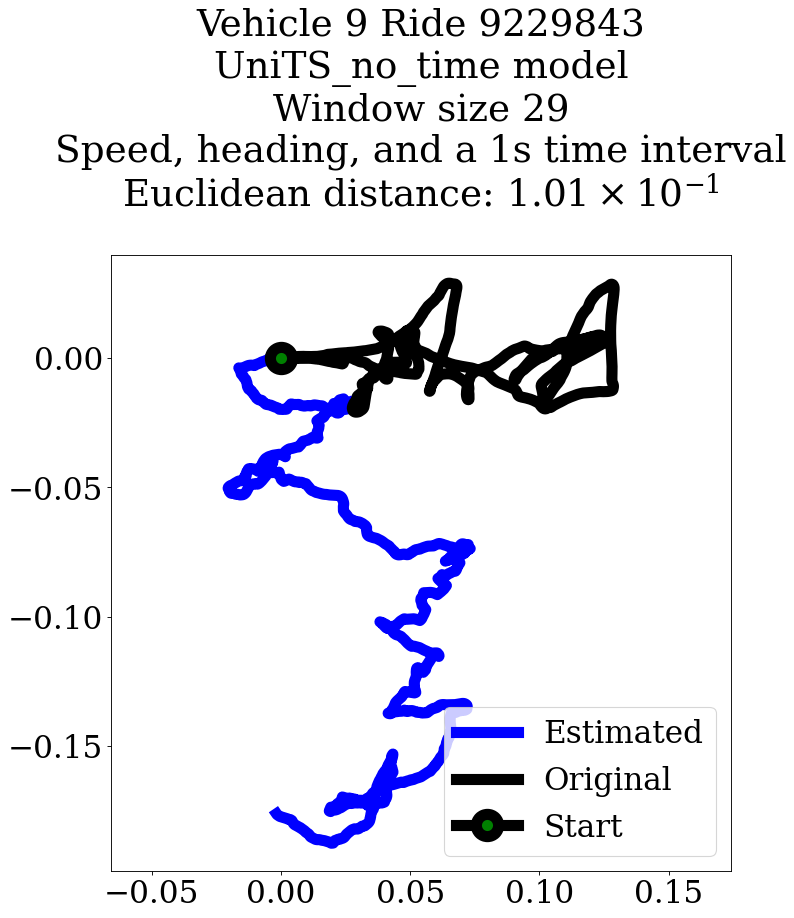 Vehicle 9 Ride 9229843
UniTS_no_time model
Window size 29
Speed, heading, and a 1s time interval
Euclidean distance: 1.01 × 10⁻¹
0.00
−0.05
−0.10
−0.15
Estimated
Original
Start
−0.05 0.00 0.05 0.10 0.15